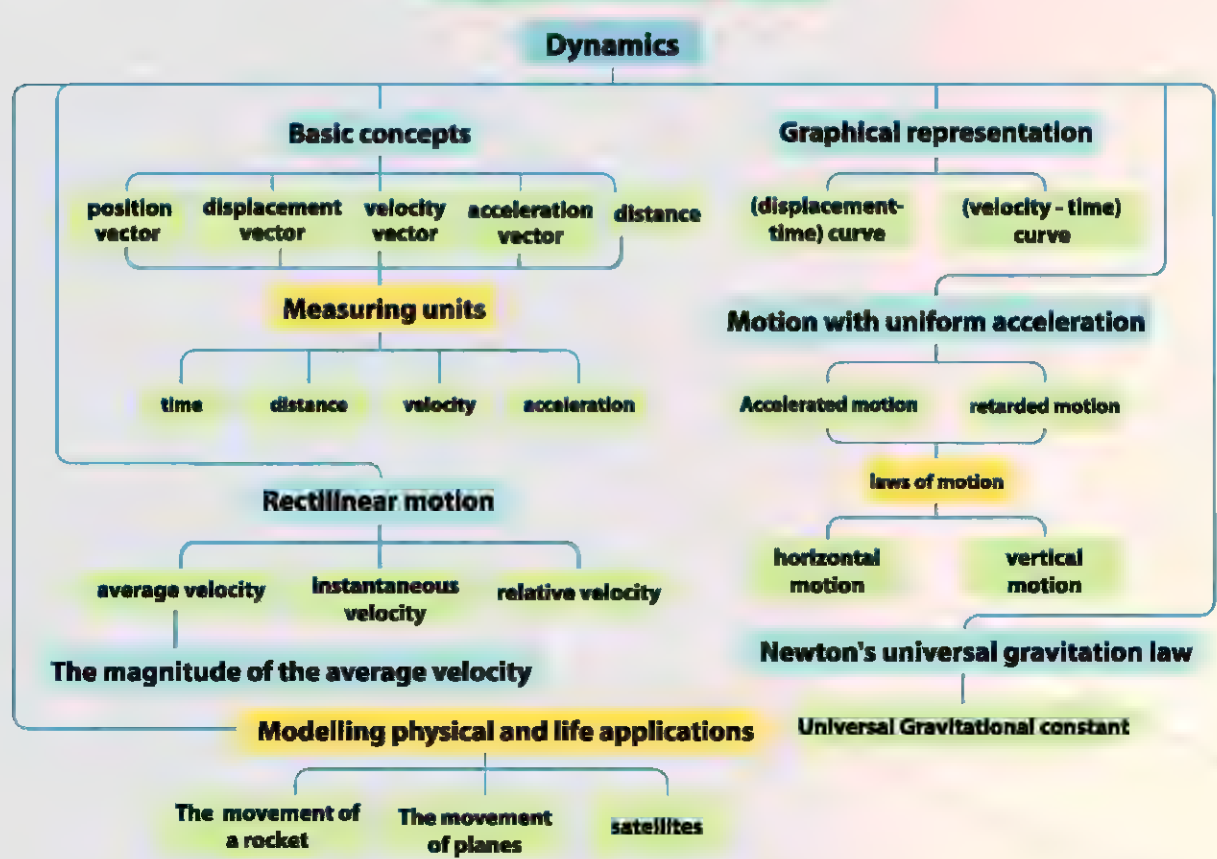 Dynamics
Basic concepts
position
vector
displacement
vector
velocity
vector
acceleration
vector
distance
Measuring units
time
distance
velocity
acceleration
Rectilinear motion
average velocity
instantaneous
velocity
relative velocity
The magnitude of the average velocity
Modelling physical and life applications
The movement of
a rocket
The movement
of planes
satellites
Graphical representation
(displacement-
time) curve
(velocity - time)
curve
Motion with uniform acceleration
Accelerated motion
retarded motion
laws of motion
horizontal
motion
vertical
motion
Newton's universal gravitation law
Universal Gravitational constant